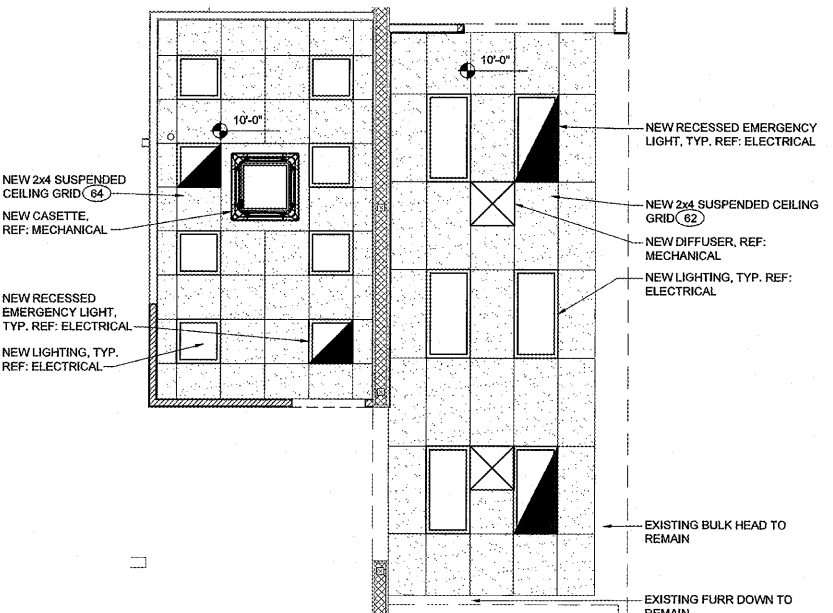 10'-0"
10'-0"
NEW 2x4 SUSPENDED
CEILING GRID 64
NEW CASETTE,
REF: MECHANICAL
NEW RECESSED
EMERGENCY LIGHT,
TYP. REF: ELECTRICAL
NEW LIGHTING, TYP.
REF: ELECTRICAL
NEW RECESSED EMERGENCY
LIGHT, TYP. REF: ELECTRICAL
NEW 2x4 SUSPENDED CEILING
GRID 62
NEW DIFFUSER, REF:
MECHANICAL
NEW LIGHTING, TYP. REF:
ELECTRICAL
EXISTING BULK HEAD TO
REMAIN
EXISTING FURR DOWN TO
REMAIN